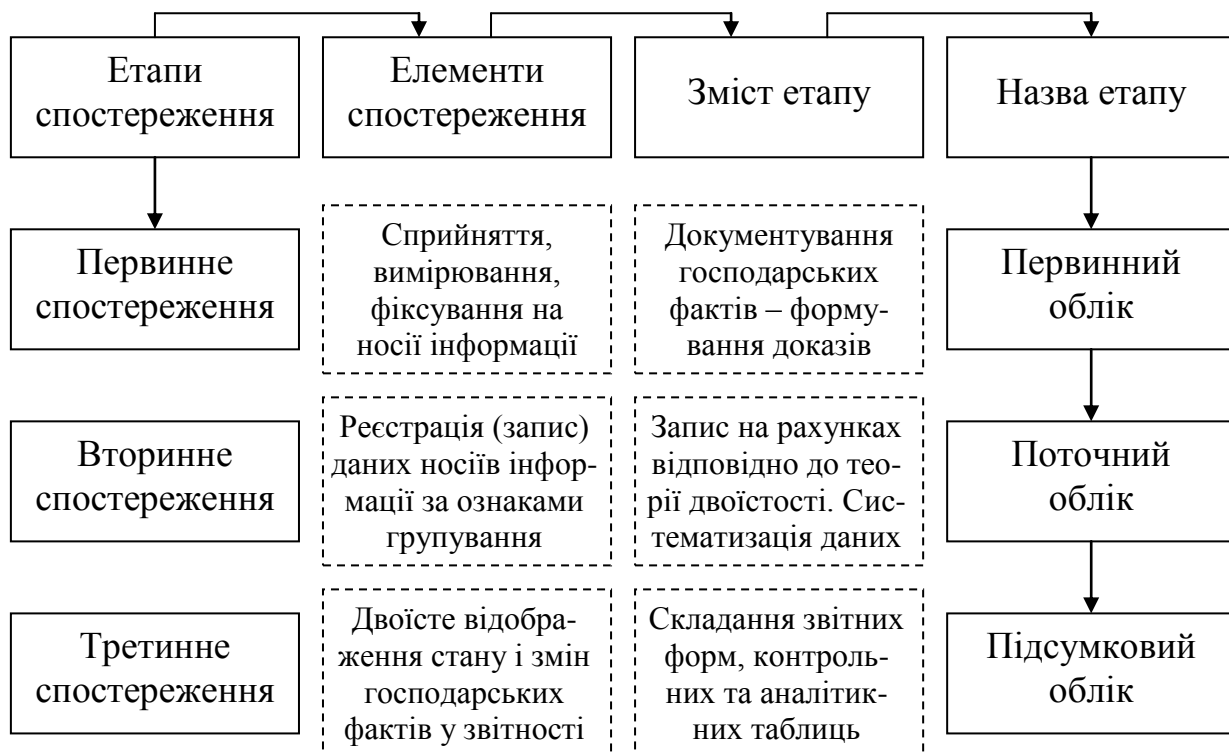 Етапи
спостереження
Елементи
спостереження
Зміст етапу
Назва етапу
Первинне
спостереження
Сприйняття,
вимірювання,
фіксування на
носії інформації
Документування
господарських
фактів – форму-
вання доказів
Первинний
облік
Вторинне
спостереження
Реєстрація (запис)
даних носіїв інфор-
мації за ознаками
групування
Запис на рахунках
відповідно до тео-
рії двоїстості. Сис-
тематизація даних
Поточний
облік
Третинне
спостереження
Двоїсте відобра-
ження стану і змін
господарських
фактів у звітності
Складання звітних
форм, контроль-
них та аналітик-
них таблиць
Підсумковий
облік